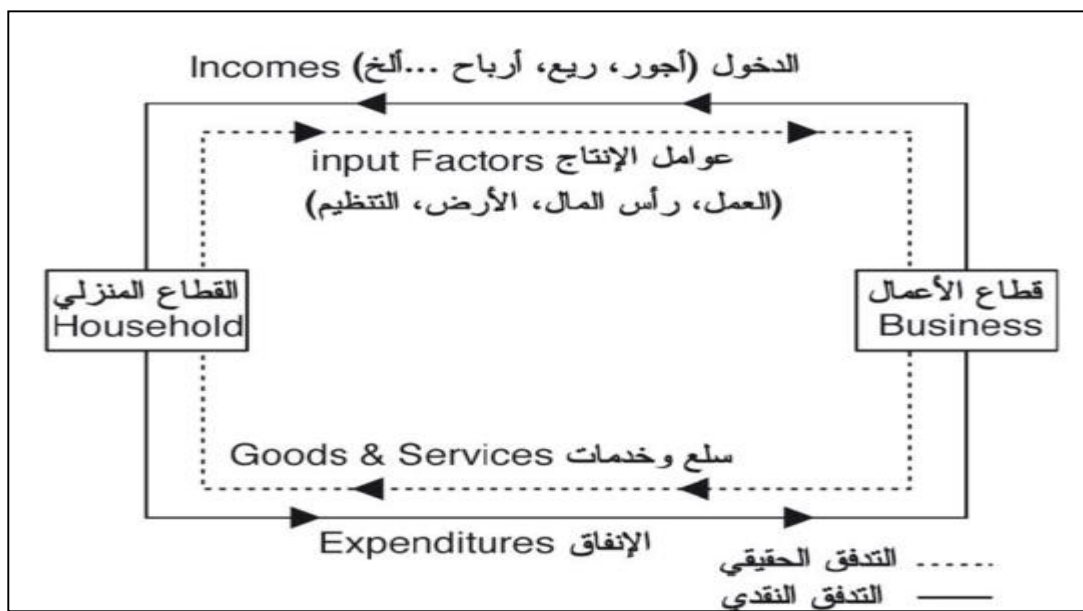 الدخول (أجور، ريع، أرباح ...ألخ) Incomes
عوامل الإنتاج input Factors
(العمل، رأس المال، الأرض، التنظيم)
القطاع المنزلي
Household
قطاع الأعمال
Business
سلع وخدمات Goods & Services
الإنفاق Expenditures
التدفق الحقيقي
التدفق النقدي